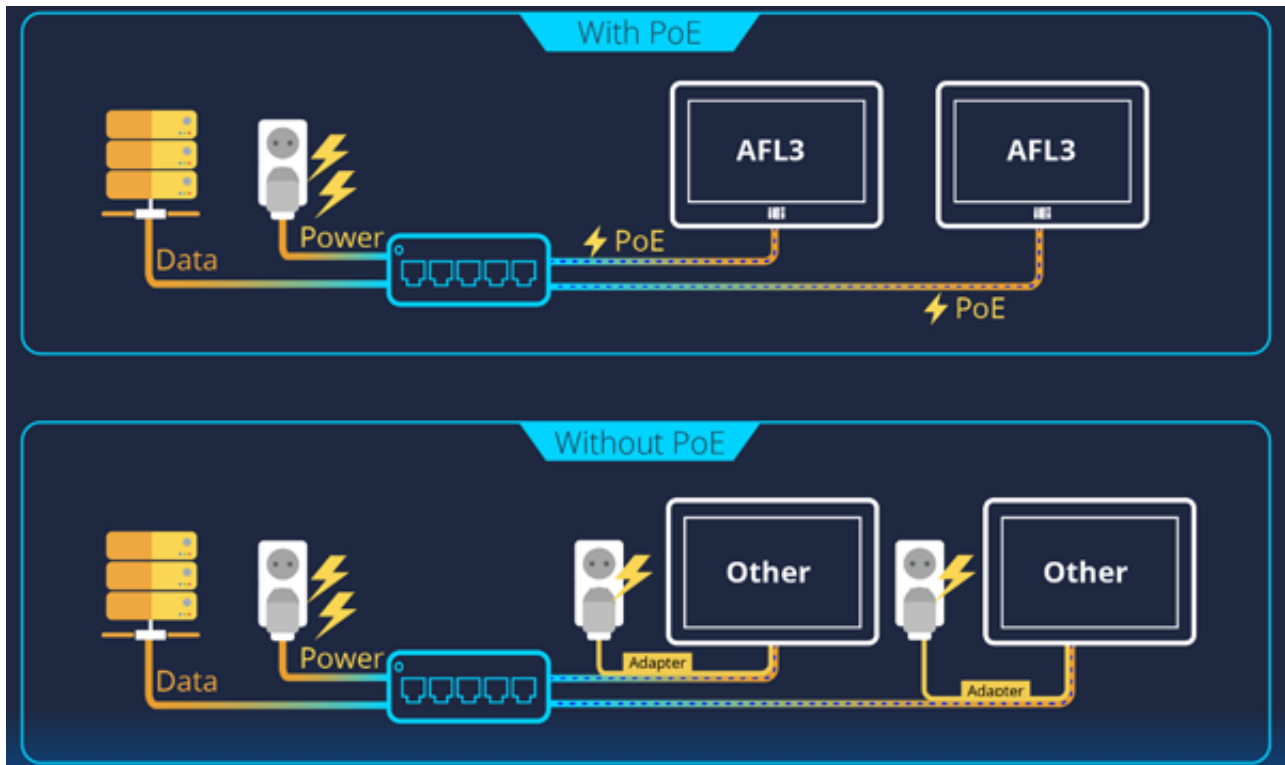 With PoE
AFL3
AFL3
Power
PoE
Data
PoE
Without PoE
Other
Other
Power
Adapter
Data
Adapter